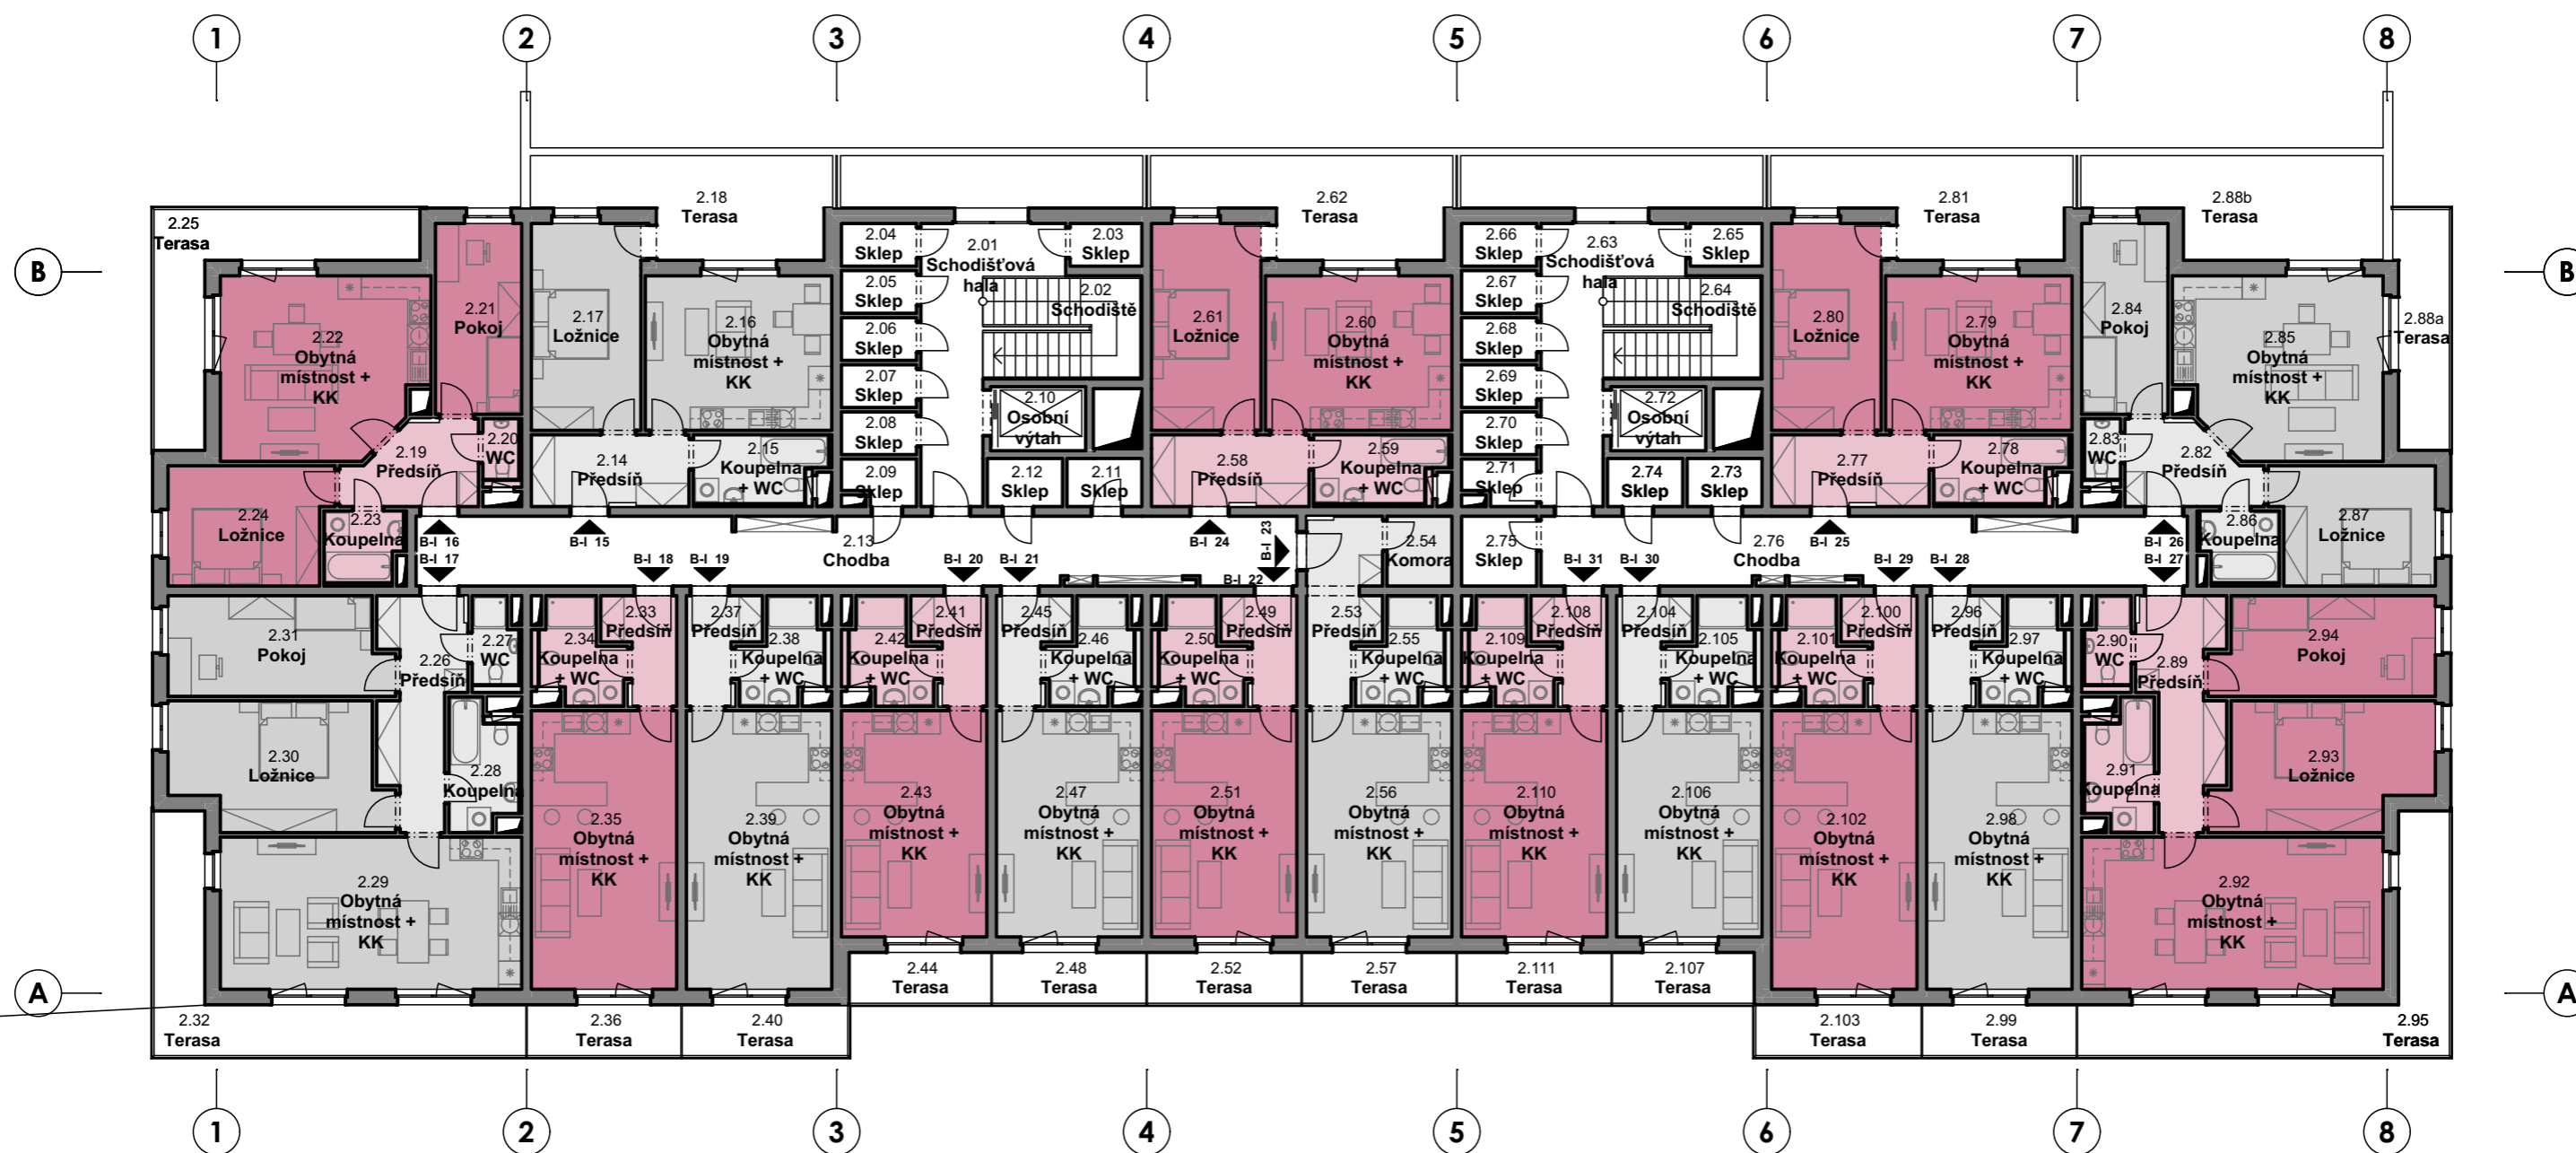 1 2 3 4 5 6 7 8
B B
2.25
Terasa
2.18
Terasa
2.62
Terasa
2.81
Terasa
2.88b
Terasa
2.88a
Terasa
2.22
Obytná
místnost +
KK
2.21
Pokoj
2.17
Ložnice
2.16
Obytná
místnost +
KK
2.04
Sklep
2.05
Sklep
2.06
Sklep
2.07
Sklep
2.08
Sklep
2.09
Sklep
2.01
Schodišťová
hala
2.03
Sklep
2.02
Schodiště
2.10
Osobní
výtah
2.12
Sklep
2.11
Sklep
2.61
Ložnice
2.60
Obytná
místnost +
KK
2.66
Sklep
2.67
Sklep
2.68
Sklep
2.69
Sklep
2.70
Sklep
2.71
Sklep
2.63
Schodišťová
hala
2.65
Sklep
2.64
Schodiště
2.72
Osobní
výtah
2.74
Sklep
2.73
Sklep
2.80
Ložnice
2.79
Obytná
místnost +
KK
2.84
Pokoj
2.85
Obytná
místnost +
KK
2.19
Předsíň
2.20
WC
2.14
Předsíň
2.15
Koupelna
+ WC
2.58
Předsíň
2.59
Koupelna
+ WC
2.77
Předsíň
2.78
Koupelna
+ WC
2.83
WC
2.82
Předsíň
2.24
Ložnice
2.23
Koupelna
2.86
Koupelna
2.87
Ložnice
B-I 16
B-I 17
B-I 15
B-I 18
B-I 19
2.13
Chodba
B-I 20
B-I 21
B-I 24
B-I 22
B-I 23
2.54
Komora
2.75
Sklep
B-I 31
B-I 30
2.76
Chodba
B-I 25
B-I 29
B-I 28
B-I 26
B-I 27
2.31
Pokoj
2.26
Předsíň
2.27
WC
2.34
Koupelna
+ WC
2.33
Předsíň
2.37
Předsíň
2.38
Koupelna
+ WC
2.42
Koupelna
+ WC
2.41
Předsíň
2.45
Předsíň
2.46
Koupelna
+ WC
2.50
Koupelna
+ WC
2.49
Předsíň
2.53
Předsíň
2.55
Koupelna
+ WC
2.109
Koupelna
+ WC
2.108
Předsíň
2.104
Předsíň
2.105
Koupelna
+ WC
2.101
Koupelna
+ WC
2.100
Předsíň
2.96
Předsíň
2.97
Koupelna
+ WC
2.90
WC
2.89
Předsíň
2.94
Pokoj
2.30
Ložnice
2.28
Koupelna
2.91
Koupelna
2.93
Ložnice
2.29
Obytná
místnost +
KK
2.35
Obytná
místnost +
KK
2.39
Obytná
místnost +
KK
2.43
Obytná
místnost +
KK
2.47
Obytná
místnost +
KK
2.51
Obytná
místnost +
KK
2.56
Obytná
místnost +
KK
2.110
Obytná
místnost +
KK
2.106
Obytná
místnost +
KK
2.102
Obytná
místnost +
KK
2.98
Obytná
místnost +
KK
2.92
Obytná
místnost +
KK
A A
2.44
Terasa
2.48
Terasa
2.52
Terasa
2.57
Terasa
2.111
Terasa
2.107
Terasa
2.32
Terasa
2.36
Terasa
2.40
Terasa
2.103
Terasa
2.99
Terasa
2.95
Terasa
1 2 3 4 5 6 7 8